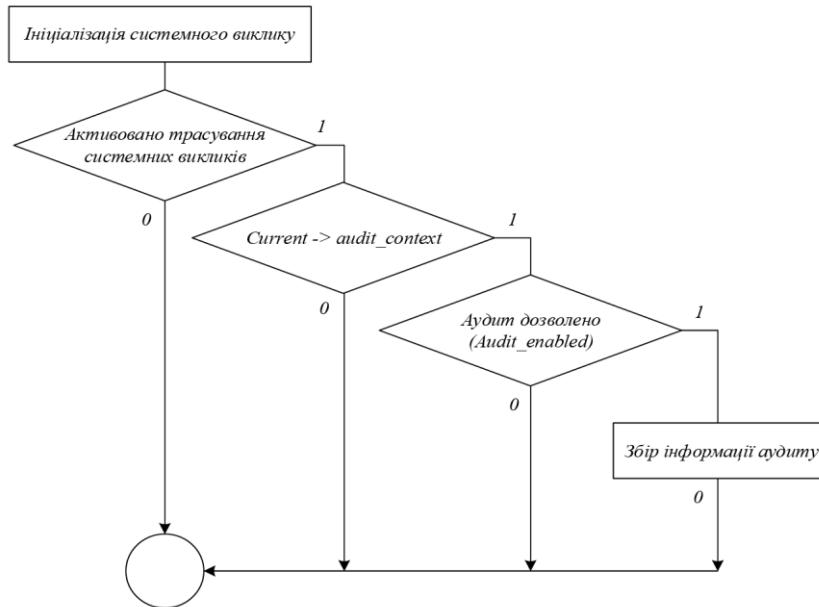 Ініціалізація системного виклику
Активовано трасування
системних викликів
1
0
Current -> audit_context
1
0
Аудит дозволено
(Audit_enabled)
1
0
Збір інформації аудиту
0